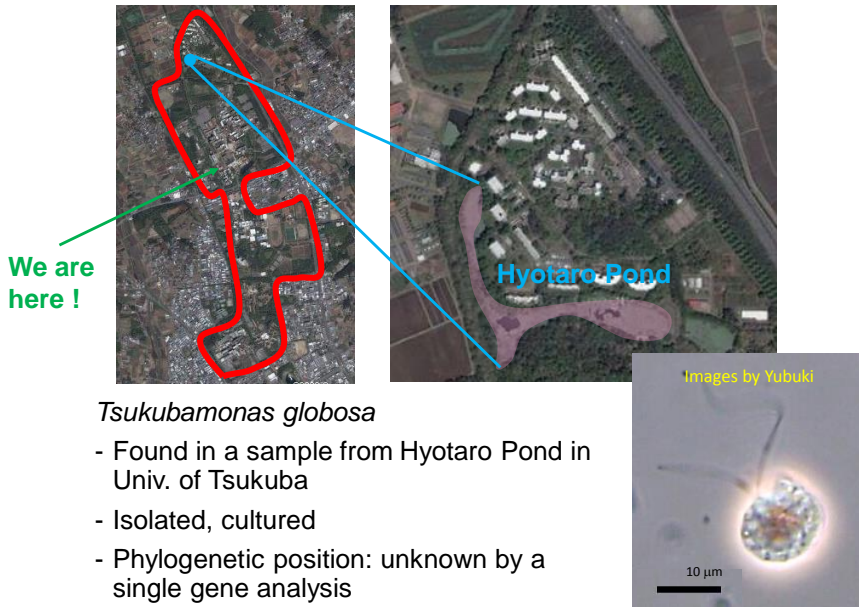 We are
here !
Hyotaro Pond
Images by Yubuki
10 μm
Tsukubamonas globosa
- Found in a sample from Hyotaro Pond in
Univ. of Tsukuba
- Isolated, cultured
- Phylogenetic position: unknown by a
single gene analysis